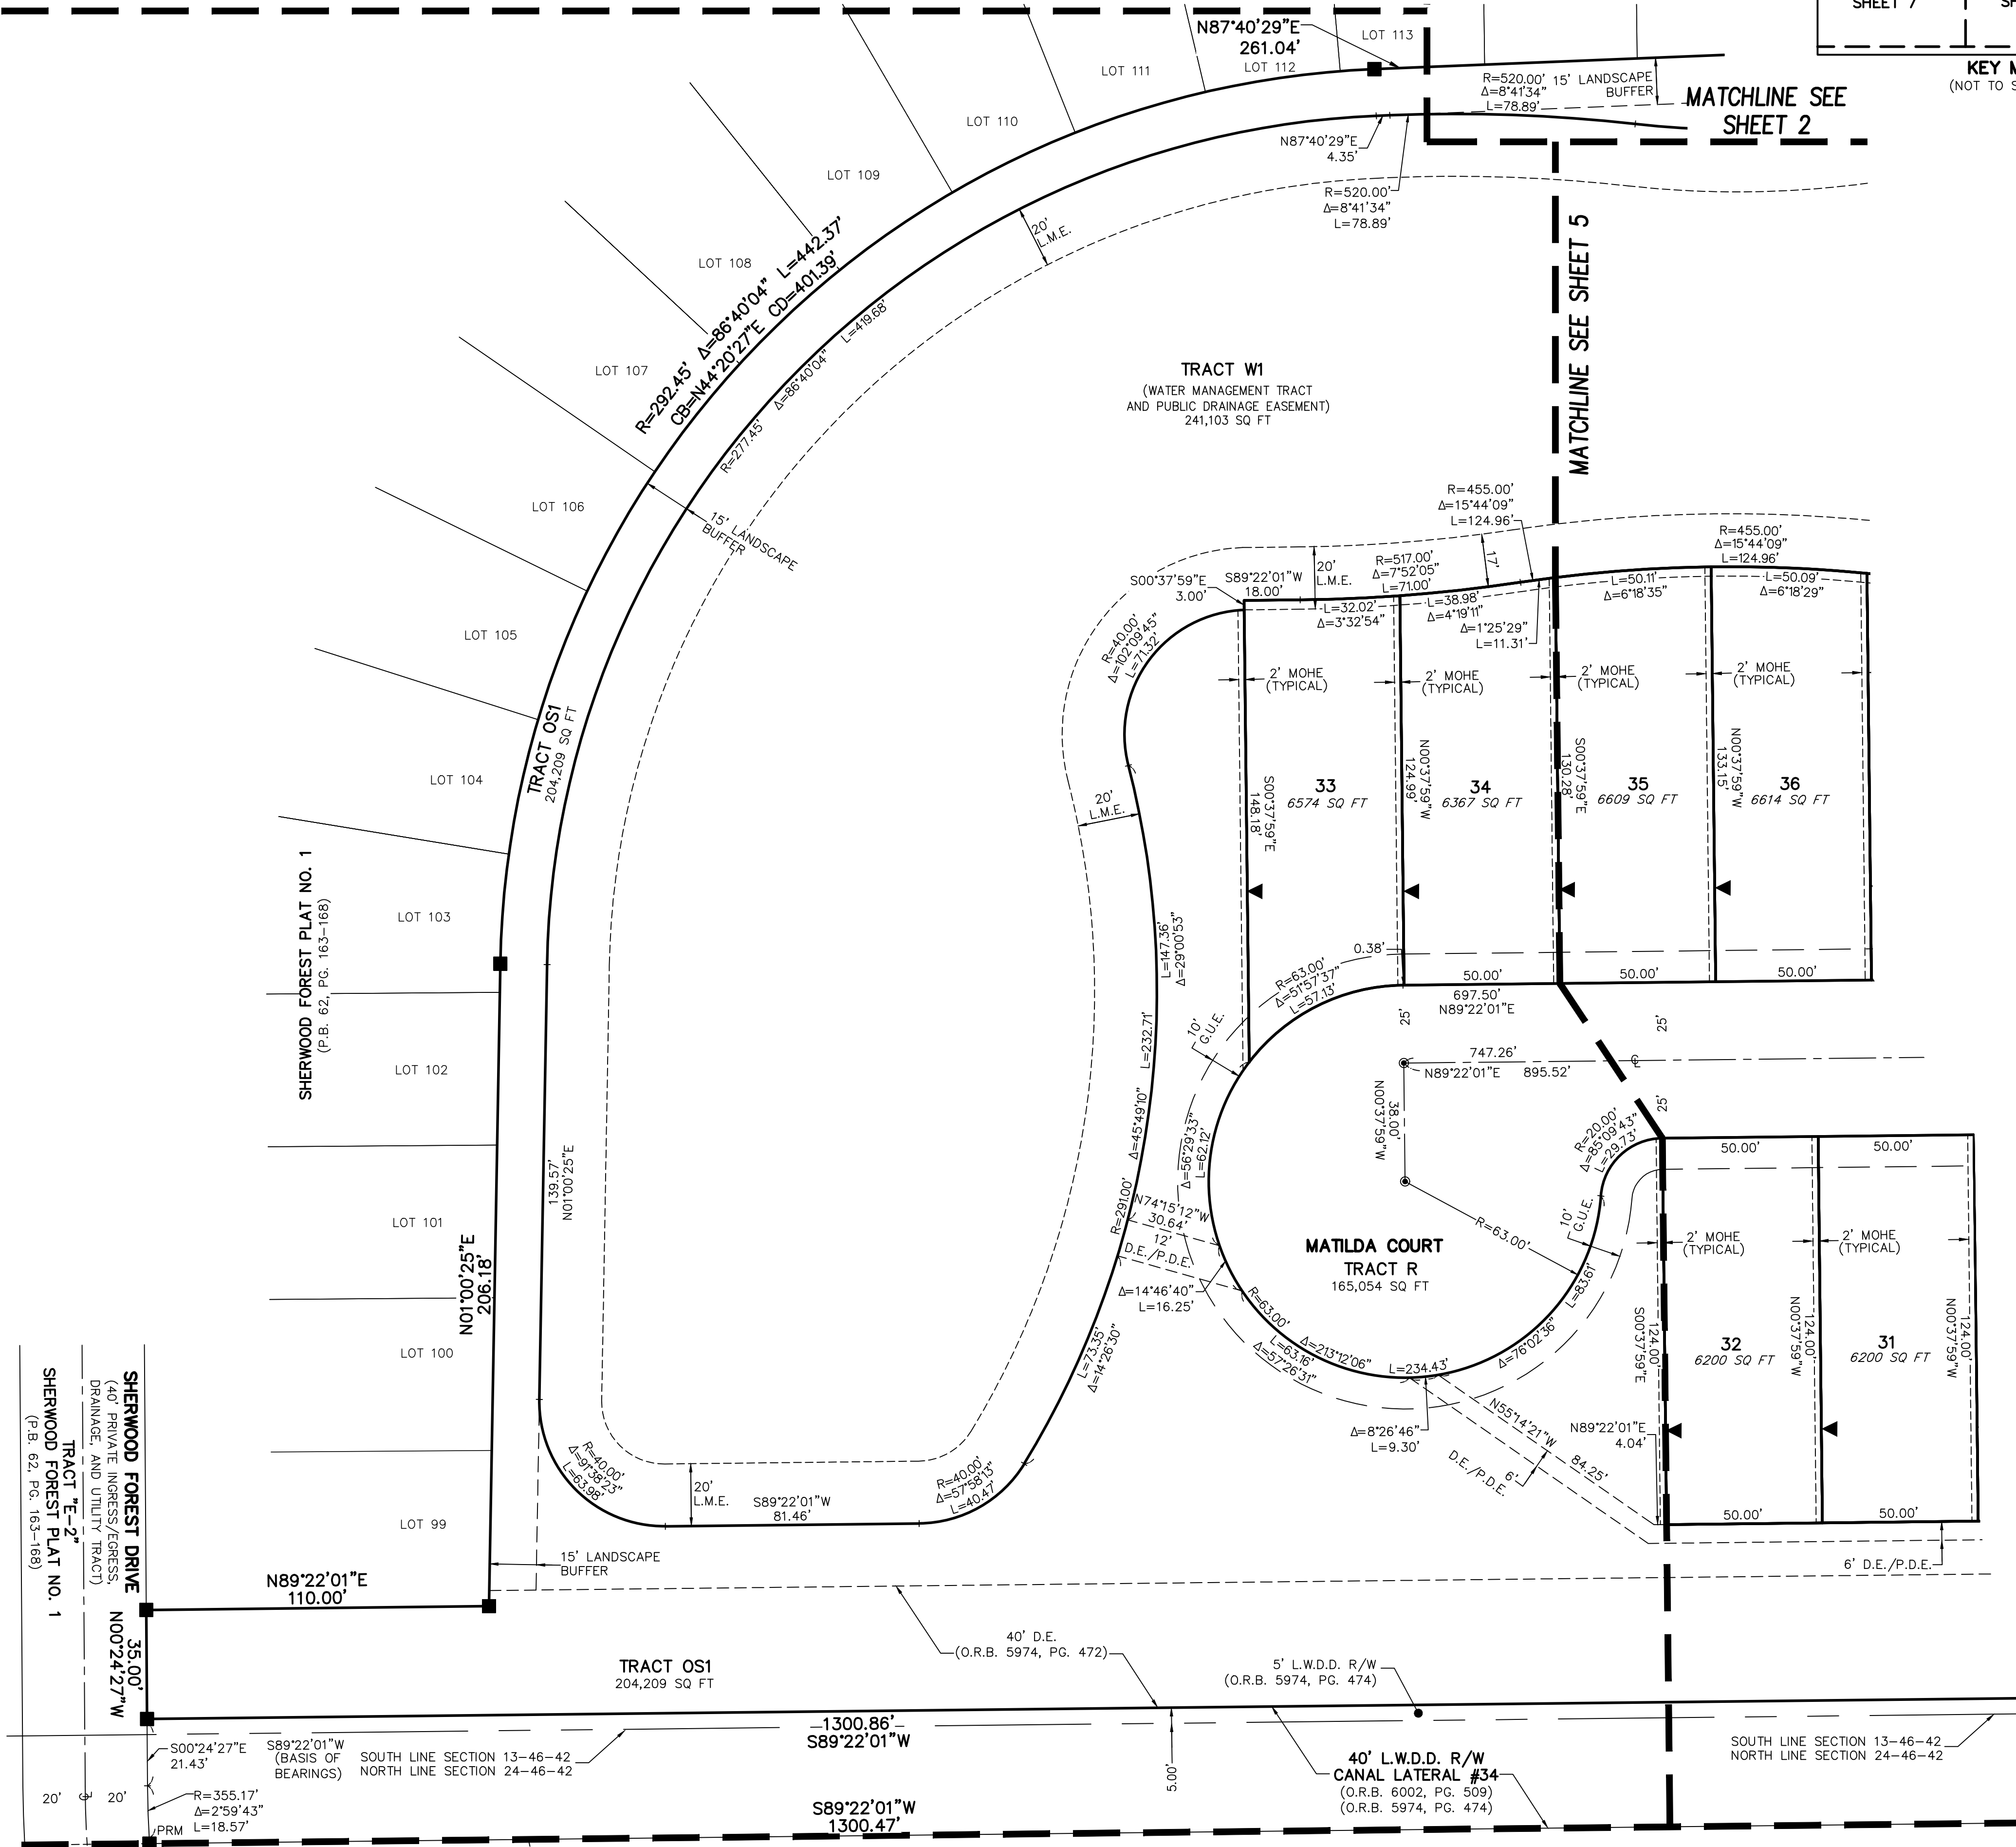 SHEET 7
KEY M
(NOT TO S
N87°40'29"E
261.04'
LOT 113
LOT 112
LOT 111
LOT 110
LOT 109
LOT 108
LOT 107
LOT 106
LOT 105
LOT 104
LOT 103
LOT 102
LOT 101
LOT 100
LOT 99
R=520.00'
Δ=8°41'34"
L=78.89'
15' LANDSCAPE
BUFFER
MATCHLINE SEE
SHEET 2
N87°40'29"E
4.35'
R=520.00'
Δ=8°41'34"
L=78.89'
MATCHLINE SEE SHEET 5
20'
L.M.E.
R=292.45' Δ=86°40'04" L=442.37'
CB=N44°20'27"E CD=401.39'
R=277.45' Δ=86°40'04" L=419.68'
TRACT W1
(WATER MANAGEMENT TRACT
AND PUBLIC DRAINAGE EASEMENT)
241,103 SQ FT
15' LANDSCAPE
BUFFER
TRACT OS1
204,209 SQ FT
R=455.00'
Δ=15°44'09"
L=124.96'
R=455.00'
Δ=15°44'09"
L=124.96'
17'
R=517.00'
Δ=7°52'05"
L=71.00'
20'
L.M.E.
S00°37'59"E
3.00'
S89°22'01"W
18.00'
L=32.02'
Δ=3°32'54"
L=38.98'
Δ=4°19'11"
Δ=1°25'29"
L=11.31'
L=50.11'
Δ=6°18'35"
L=50.09'
Δ=6°18'29"
R=40.00'
Δ=102°09'45"
L=71.32'
2' MOHE
(TYPICAL)
2' MOHE
(TYPICAL)
2' MOHE
(TYPICAL)
2' MOHE
(TYPICAL)
33
6574 SQ FT
34
6367 SQ FT
35
6609 SQ FT
36
6614 SQ FT
S00°37'59"E
148.18'
N00°37'59"W
124.99'
S00°37'59"E
130.28'
N00°37'59"W
133.15'
20'
L.M.E.
L=147.36'
Δ=29°00'53"
R=291.00' Δ=45°49'10" L=232.71'
L=73.35'
Δ=14°26'30"
0.38'
R=63.00'
Δ=51°57'37"
L=57.13'
10'
G.U.E.
50.00'
50.00'
50.00'
697.50'
N89°22'01"E
25'
25'
25'
747.26'
N89°22'01"E 895.52'
38.00'
N00°37'59"W
Δ=56°29'33"
L=62.12'
N74°15'12"W
30.64'
12'
D.E./P.D.E.
Δ=14°46'40"
L=16.25'
R=63.00'
MATILDA COURT
TRACT R
165,054 SQ FT
R=63.00' Δ=213°12'06" L=234.43'
L=63.16'
Δ=57°26'31"
L=83.61'
Δ=76°02'36"
R=20.00'
Δ=85°09'43"
L=29.73'
10'
G.U.E.
Δ=8°26'46"
L=9.30'
N55°14'21"W 84.25'
6'
D.E./P.D.E.
N89°22'01"E
4.04'
50.00'
50.00'
2' MOHE
(TYPICAL)
2' MOHE
(TYPICAL)
32
6200 SQ FT
31
6200 SQ FT
124.00'
S00°37'59"E
124.00'
N00°37'59"W
124.00'
N00°37'59"W
50.00'
50.00'
6' D.E./P.D.E.
SHERWOOD FOREST PLAT NO. 1
(P.B. 62, PG. 163-168)
139.57'
N01°00'25"E
N01°00'25"E
206.18'
R=40.00'
Δ=91°38'23"
L=63.98'
20'
L.M.E.
S89°22'01"W
81.46'
R=40.00'
Δ=57°58'13"
L=40.47'
15' LANDSCAPE
BUFFER
SHERWOOD FOREST DRIVE
(40' PRIVATE INGRESS/EGRESS,
DRAINAGE, AND UTILITY TRACT)
TRACT "E-2"
SHERWOOD FOREST PLAT NO. 1
(P.B. 62, PG. 163-168)
N89°22'01"E
110.00'
35.00'
N00°24'27"W
TRACT OS1
204,209 SQ FT
40' D.E.
(O.R.B. 5974, PG. 472)
5' L.W.D.D. R/W
(O.R.B. 5974, PG. 474)
1300.86'
S89°22'01"W
S00°24'27"E
21.43'
S89°22'01"W
(BASIS OF
BEARINGS)
SOUTH LINE SECTION 13-46-42
NORTH LINE SECTION 24-46-42
SOUTH LINE SECTION 13-46-42
NORTH LINE SECTION 24-46-42
5.00'
40' L.W.D.D. R/W
CANAL LATERAL #34
(O.R.B. 6002, PG. 509)
(O.R.B. 5974, PG. 474)
20'
20'
R=355.17'
Δ=2°59'43"
L=18.57'
PRM
S89°22'01"W
1300.47'